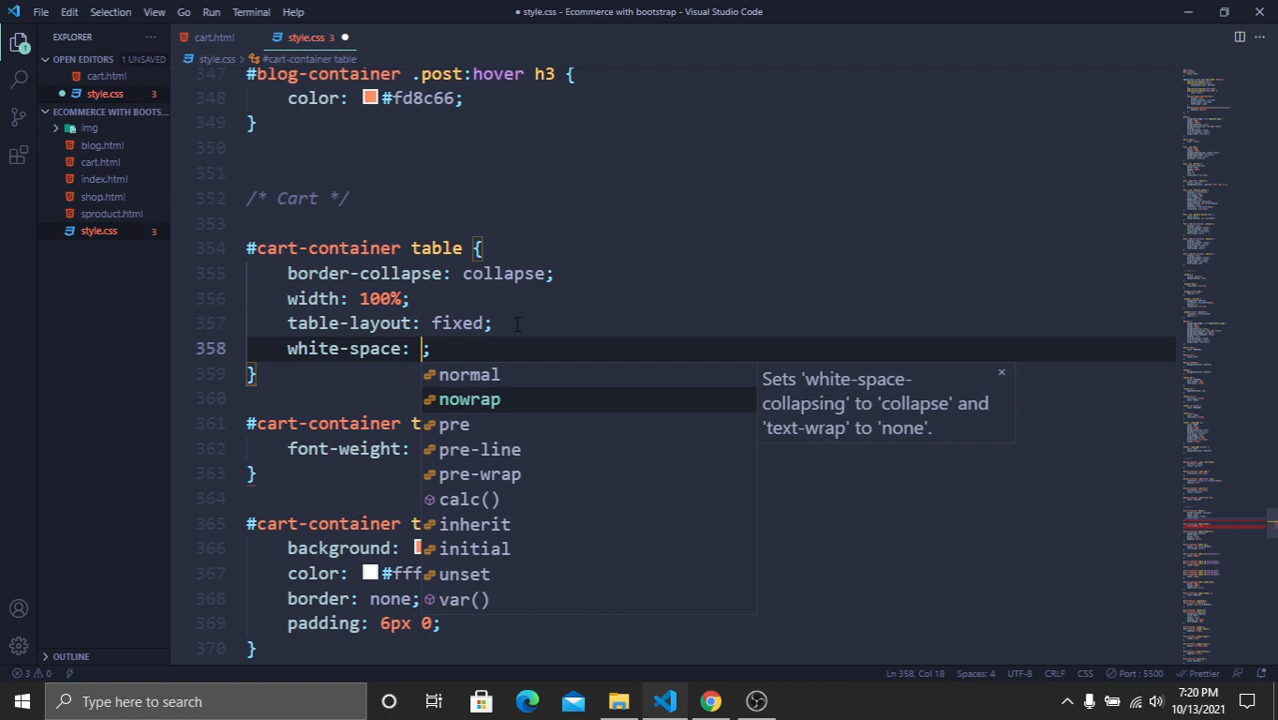 File Edit Selection View Go Run Terminal Help
● style.css - Ecommerce with bootstrap - Visual Studio Code
EXPLORER
OPEN EDITORS 1 UNSAVED
cart.html
style.css 3
ECOMMERCE WITH BOOTS...
img
blog.html
cart.html
index.html
shop.html
sproduct.html
style.css 3
OUTLINE
cart.html style.css 3 ●
style.css > #cart-container table
347 #blog-container .post:hover h3 {
348 color: #fd8c66;
349 }
350
351
352 /* Cart */
353
354 #cart-container table {
355 border-collapse: collapse;
356 width: 100%;
357 table-layout: fixed;
358 white-space: ;
359 }
360
361 #cart-container t
362 font-weight:
363 }
364
365 #cart-container t
366 background:
367 color: #fff
368 border: none;
369 padding: 6px 0;
370 }
normal
nowrap
pre
pre-line
pre-wrap
calc()
inherit
initial
unset
var()
Sets 'white-space-
collapsing' to 'collapse' and
'text-wrap' to 'none'.
3 0 Ln 358, Col 18 Spaces: 4 UTF-8 CRLF CSS Port : 5500 Prettier
Type here to search
7:20 PM
10/13/2021